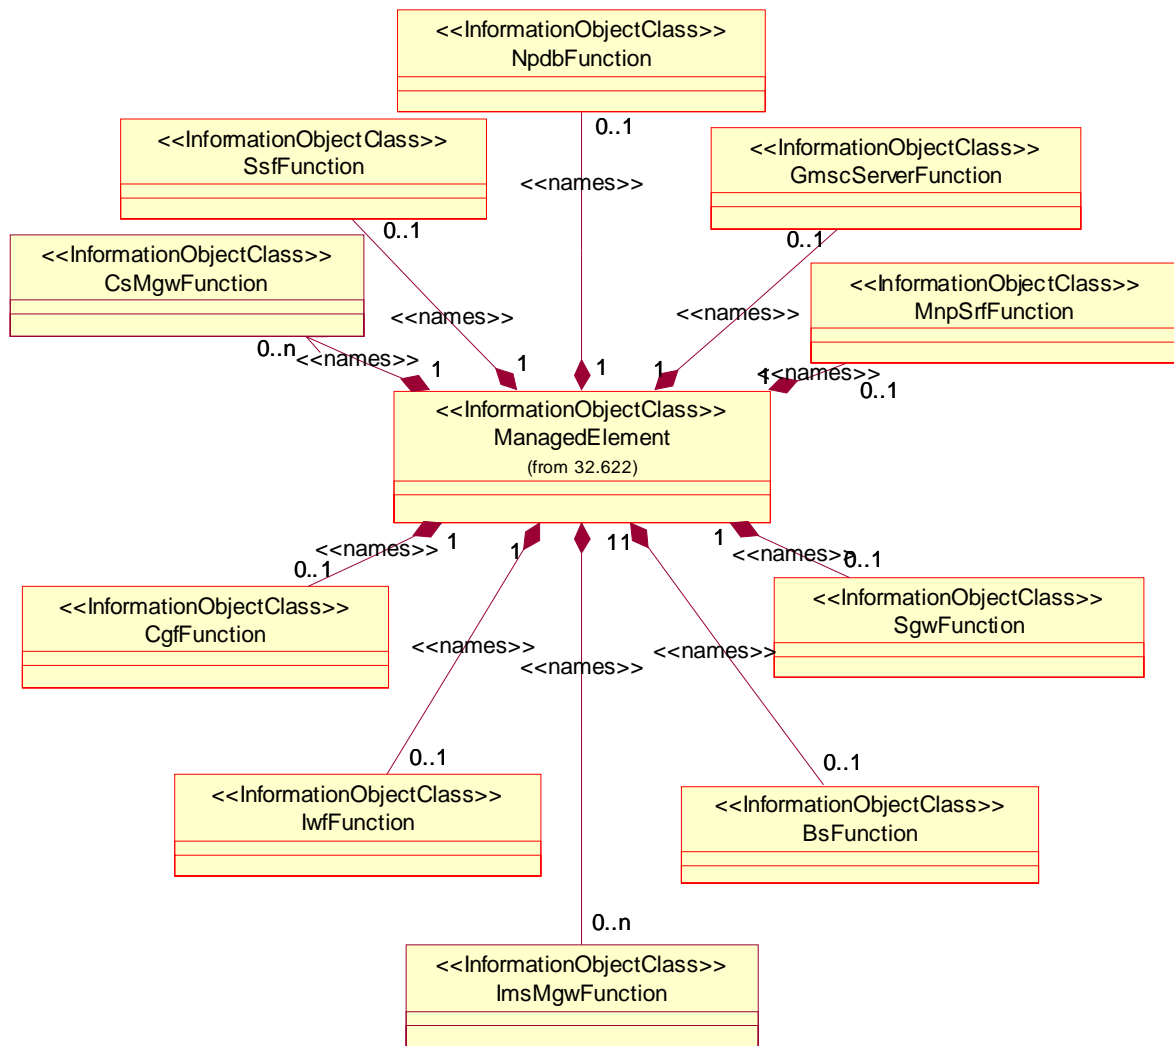 <<InformationObjectClass>>
NpdbFunction
0..1
<<names>>
<<InformationObjectClass>>
SsfFunction
0..1
<<names>>
<<InformationObjectClass>>
GmscServerFunction
0..1
<<names>>
<<InformationObjectClass>>
CsMgwFunction
0..n
<<names>>
<<InformationObjectClass>>
MnpSrfFunction
0..1
<<names>>
1
1
1
1
1
<<InformationObjectClass>>
ManagedElement
(from 32.622)
1
1
1
1
1
<<names>>
0..1
<<InformationObjectClass>>
CgfFunction
<<names>>
0..1
<<InformationObjectClass>>
SgwFunction
<<names>>
<<names>>
<<names>>
0..1
<<InformationObjectClass>>
IwfFunction
0..1
<<InformationObjectClass>>
BsFunction
0..n
<<InformationObjectClass>>
ImsMgwFunction